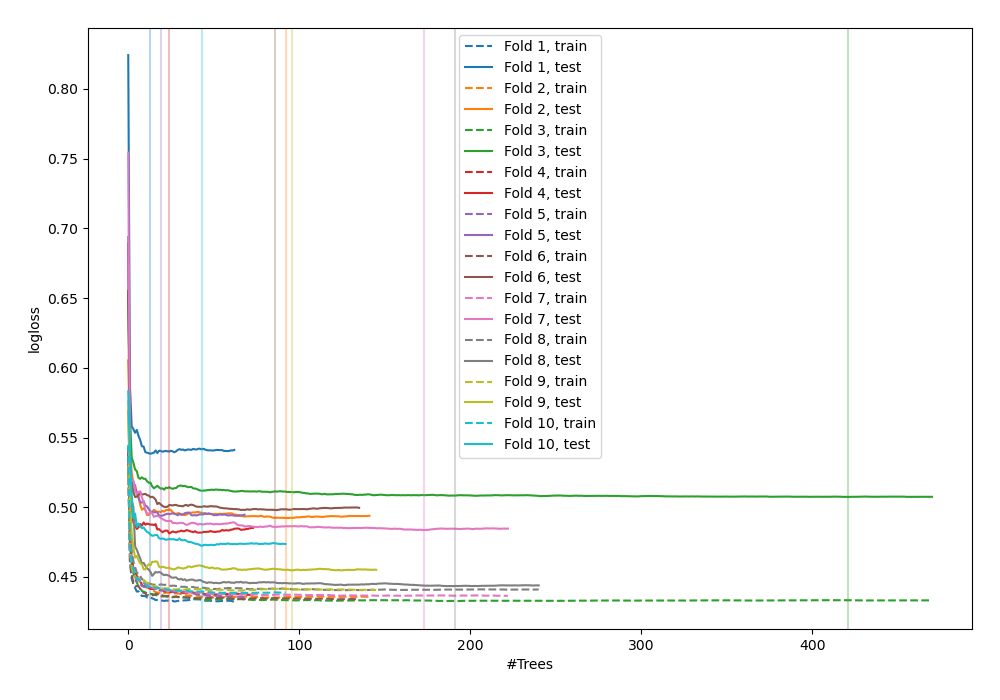 0.80
0.75
0.70
0.65
0.60
0.55
0.50
0.45
logloss
0
100
200
300
400
#Trees
Fold 1, train
Fold 1, test
Fold 2, train
Fold 2, test
Fold 3, train
Fold 3, test
Fold 4, train
Fold 4, test
Fold 5, train
Fold 5, test
Fold 6, train
Fold 6, test
Fold 7, train
Fold 7, test
Fold 8, train
Fold 8, test
Fold 9, train
Fold 9, test
Fold 10, train
Fold 10, test